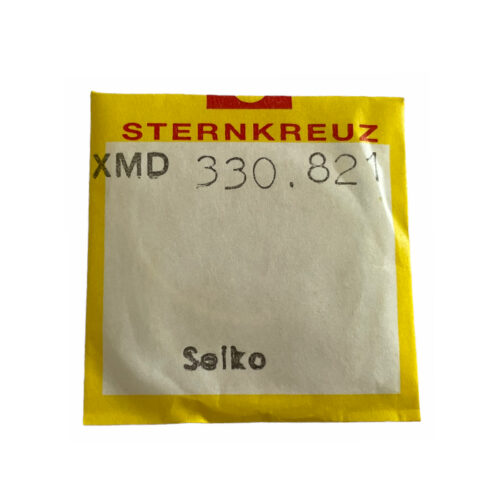 STERNKREUZ
XMD 330.821
Seiko